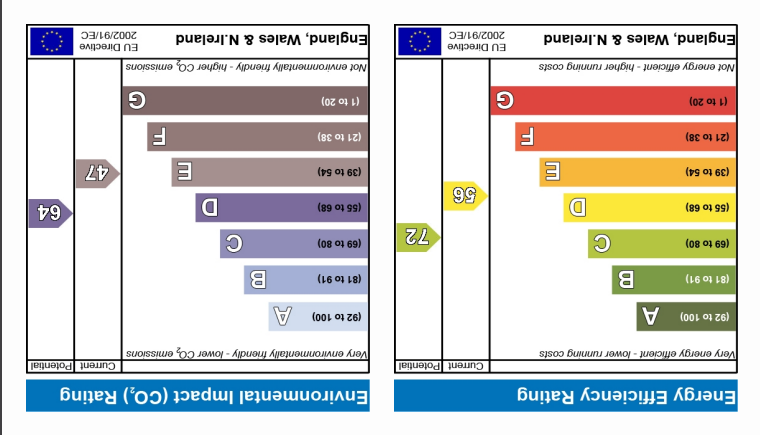 Energy Efficiency Rating
Current Potential
Very energy efficient - lower running costs
(92 to 100) A
(81 to 91) B
(69 to 80) C
72
(55 to 68) D
56
(39 to 54) E
(21 to 38) F
(1 to 20) G
Not energy efficient - higher running costs
England, Wales & N.Ireland
EU Directive
2002/91/EC
Environmental Impact (CO₂) Rating
Current Potential
Very environmentally friendly - lower CO₂ emissions
(92 to 100) A
(81 to 91) B
(69 to 80) C
(55 to 68) D
64
(39 to 54) E
47
(21 to 38) F
(1 to 20) G
Not environmentally friendly - higher CO₂ emissions
England, Wales & N.Ireland
EU Directive
2002/91/EC